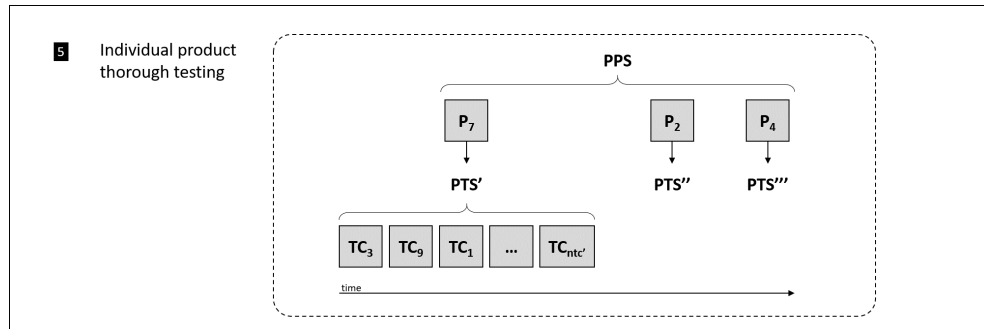 5 Individual product
thorough testing
PPS
P7 P2 P4
PTS' PTS'' PTS'''
TC3 TC9 TC1 ... TCntc'
time